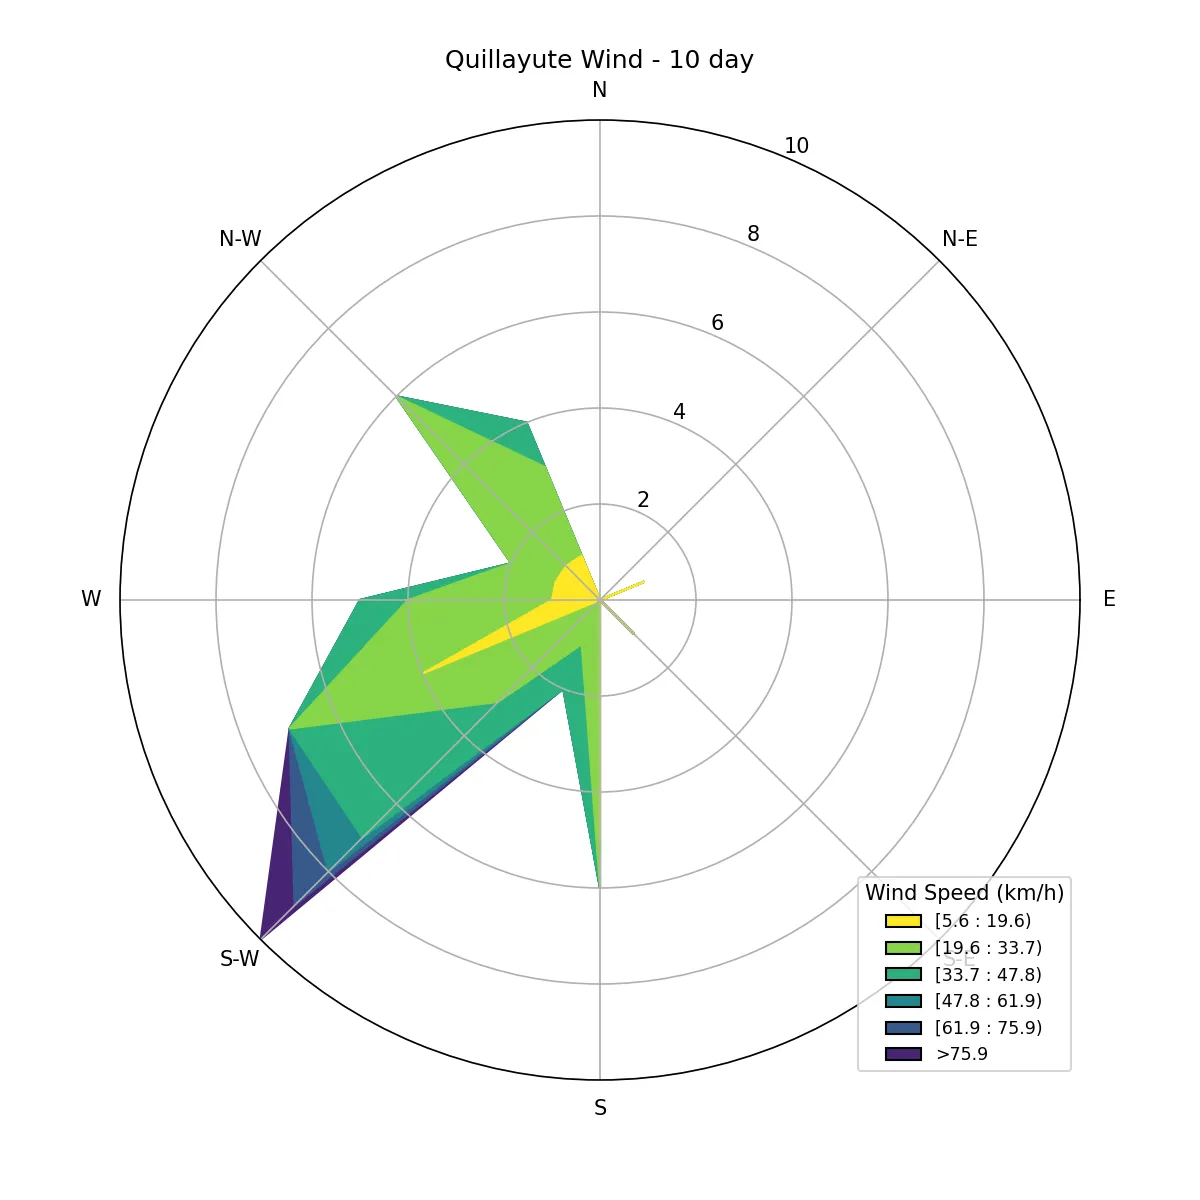 Quillayute Wind - 10 day
N
10
N-W
8
N-E
6
4
2
W
E
Wind Speed (km/h)
[5.6 : 19.6)
[19.6 : 33.7)
S-W
S-E
[33.7 : 47.8)
[47.8 : 61.9)
[61.9 : 75.9)
>75.9
S